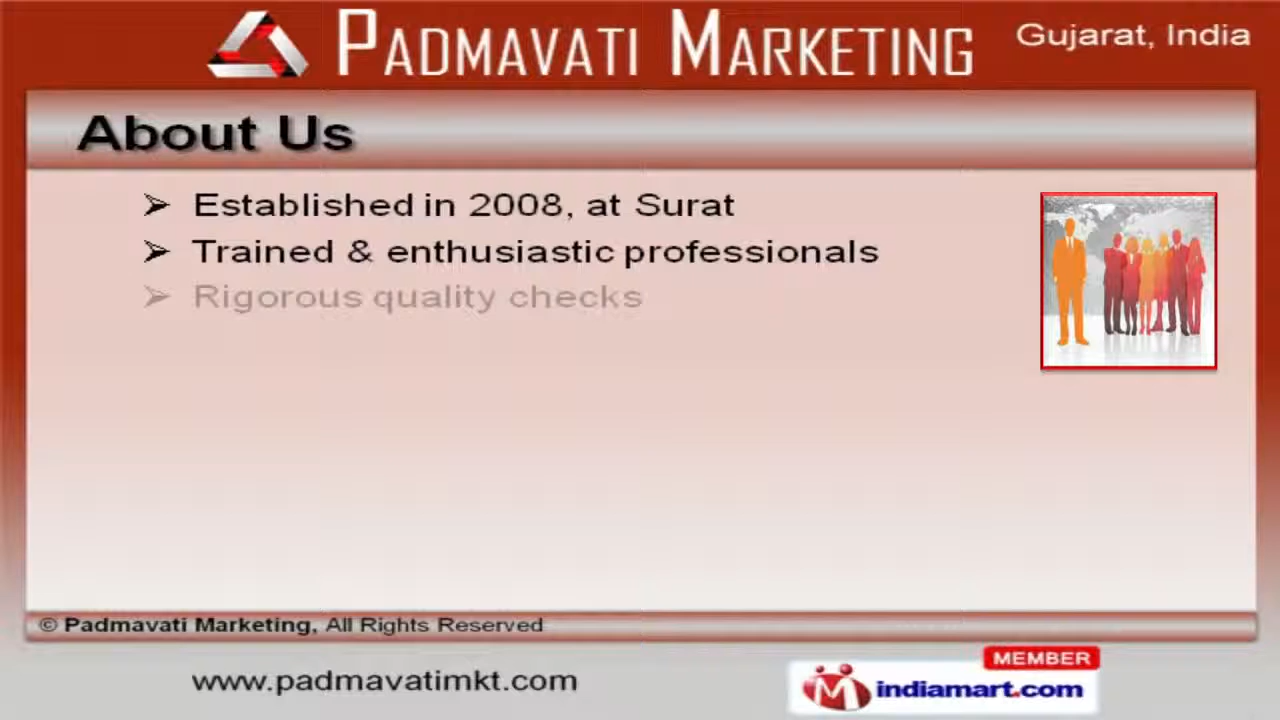 PADMAVATI MARKETING
Gujarat, India
About Us
➢ Established in 2008, at Surat
➢ Trained & enthusiastic professionals
➢ Rigorous quality checks
© Padmavati Marketing, All Rights Reserved
www.padmavatimkt.com
MEMBER
indiamart.com